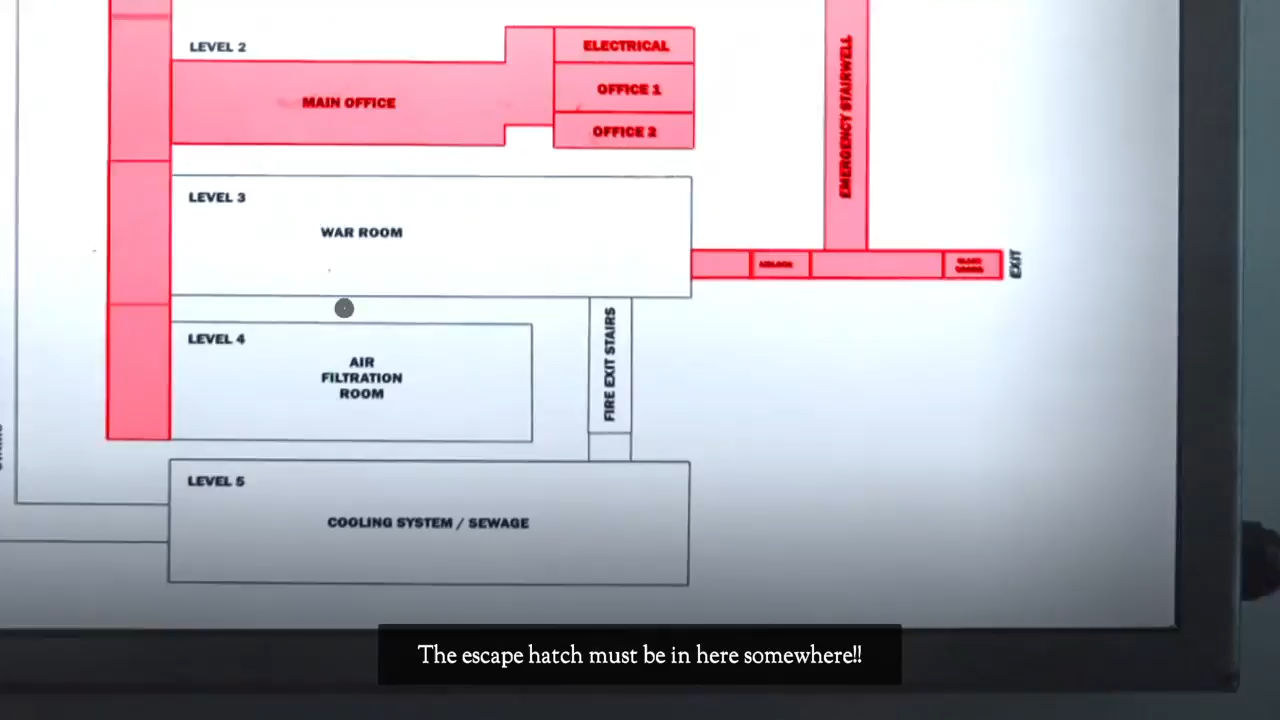 LEVEL 2
ELECTRICAL
MAIN OFFICE
OFFICE 1
OFFICE 2
EMERGENCY STAIRWELL
LEVEL 3
WAR ROOM
EXIT
LEVEL 4
AIR
FILTRATION
ROOM
FIRE EXIT STAIRS
LEVEL 5
COOLING SYSTEM / SEWAGE
The escape hatch must be in here somewhere!!